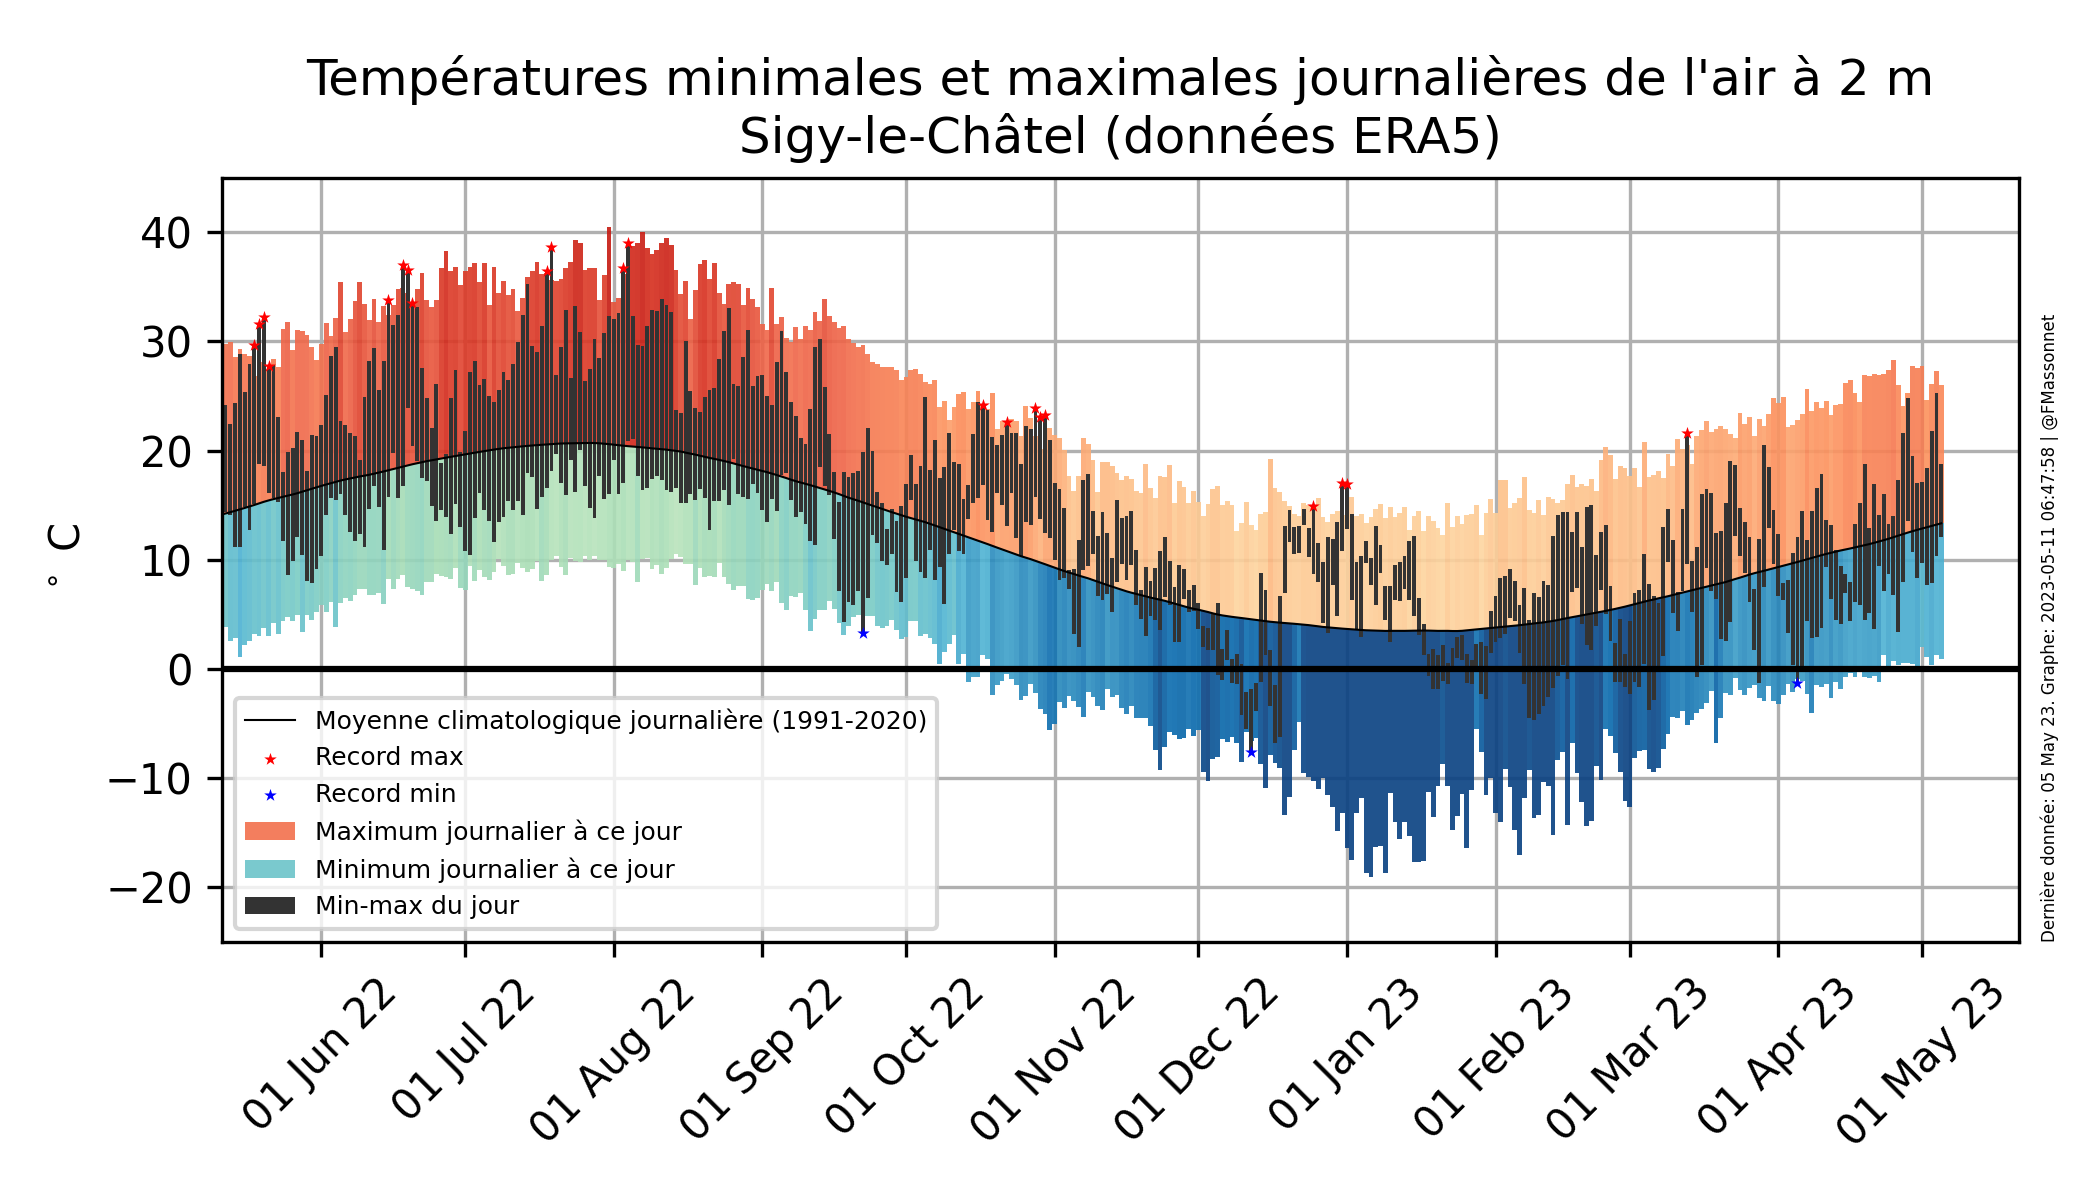 Températures minimales et maximales journalières de l'air à 2 m
Sigy-le-Châtel (données ERA5)
° C
40
30
20
10
0
−10
−20
Moyenne climatologique journalière (1991-2020)
Record max
Record min
Maximum journalier à ce jour
Minimum journalier à ce jour
Min-max du jour
01 Jun 22
01 Jul 22
01 Aug 22
01 Sep 22
01 Oct 22
01 Nov 22
01 Dec 22
01 Jan 23
01 Feb 23
01 Mar 23
01 Apr 23
01 May 23
Dernière donnée: 05 May 23. Graphe: 2023-05-11 06:47:58 | @FMassonnet